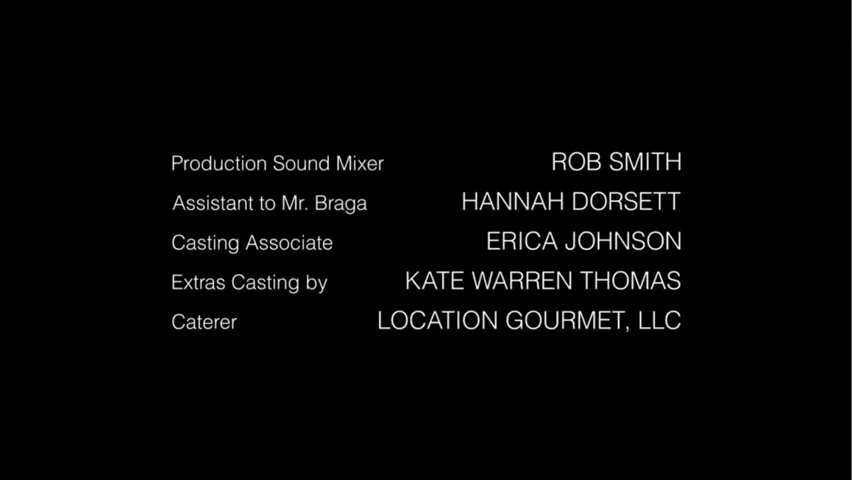 Production Sound Mixer ROB SMITH
Assistant to Mr. Braga HANNAH DORSETT
Casting Associate ERICA JOHNSON
Extras Casting by KATE WARREN THOMAS
Caterer LOCATION GOURMET, LLC